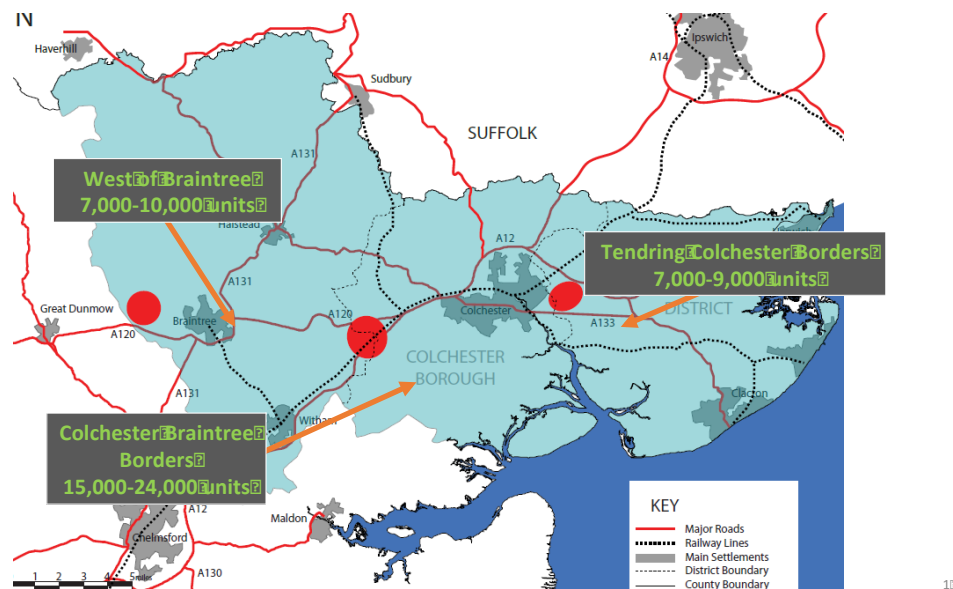 N
Haverhill
Ipswich
A14
Sudbury
SUFFOLK
A131
West of Braintree
7,000-10,000 units
Halstead
A12
Tendring Colchester Borders
7,000-9,000 units
A131
Great Dunmow
Braintree
A120
A120
Colchester
A133
DISTRICT
COLCHESTER
BOROUGH
A131
Clacton
Colchester Braintree
Borders
15,000-24,000 units
Witham
A12
Maldon
Chelmsford
A130
1 2 3 4 5 miles
KEY
Major Roads
Railway Lines
Main Settlements
District Boundary
County Boundary
1